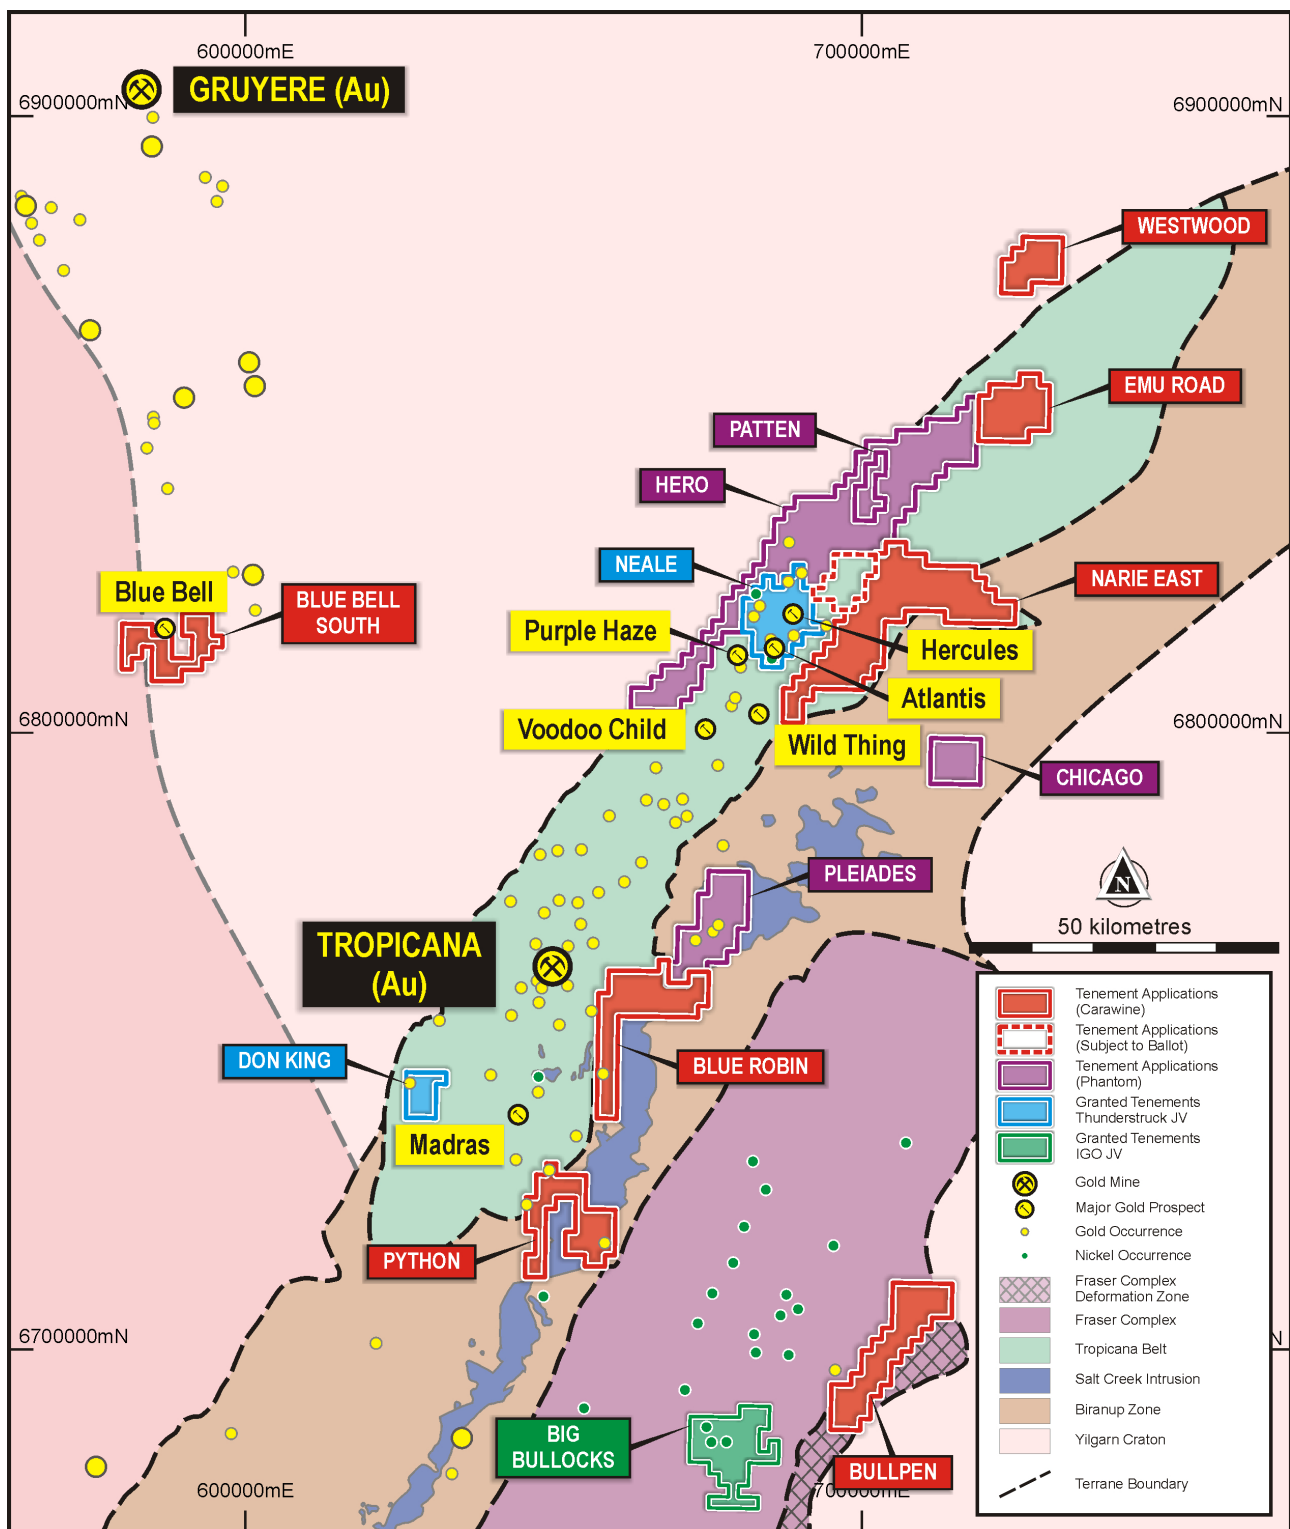 600000mE
700000mE
GRUYERE (Au)
6900000mN
6900000mN
WESTWOOD
EMU ROAD
PATTEN
HERO
NEALE
NARIE EAST
Blue Bell
BLUE BELL
SOUTH
Purple Haze
Hercules
Atlantis
6800000mN
6800000mN
Voodoo Child
Wild Thing
CHICAGO
PLEIADES
N
50 kilometres
TROPICANA
(Au)
DON KING
BLUE ROBIN
Madras
PYTHON
6700000mN
N
BIG
BULLOCKS
BULLPEN
600000mE
700000mE
Tenement Applications
(Carawine)
Tenement Applications
(Subject to Ballot)
Tenement Applications
(Phantom)
Granted Tenements
Thunderstruck JV
Granted Tenements
IGO JV
Gold Mine
Major Gold Prospect
Gold Occurrence
Nickel Occurrence
Fraser Complex
Deformation Zone
Fraser Complex
Tropicana Belt
Salt Creek Intrusion
Biranup Zone
Yilgarn Craton
Terrane Boundary